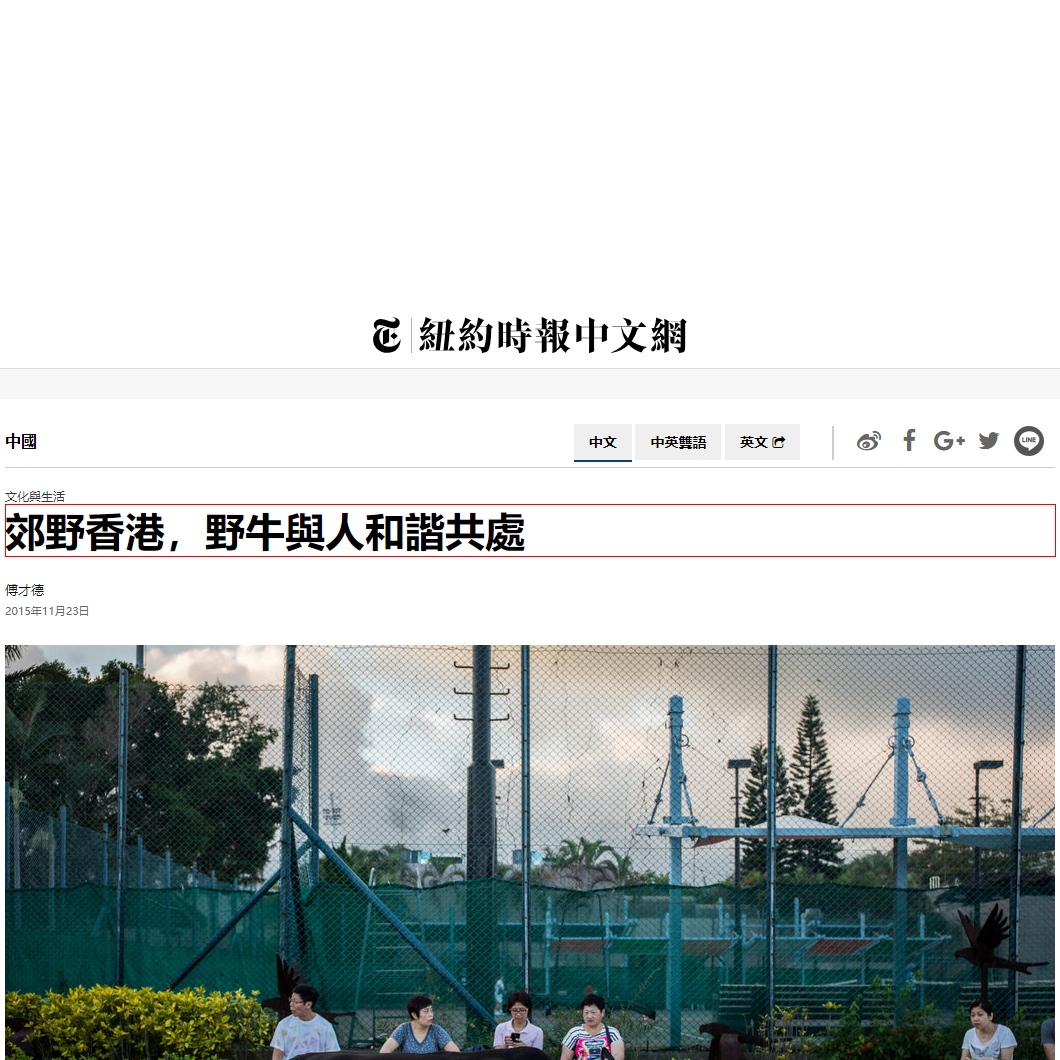 紐約時報中文網
中國
中文 中英雙語 英文
LINE
文化與生活
郊野香港，野牛與人和諧共處
傅才德
2015年11月23日